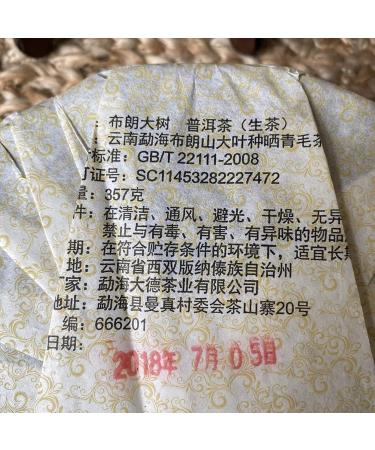 : 布朗大树 普洱茶（生茶）
: 云南勐海布朗山大叶种晒青毛茶
标准: GB/T 22111-2008
证号: SC11453282227472
量: 357克
件: 在清洁、通风、避光、干燥、无异
禁止与有毒、有害、有异味的物品
期: 在符合贮存条件的环境下，适宜长期
地: 云南省西双版纳傣族自治州
家: 勐海大德茶业有限公司
地址: 勐海县曼真村委会茶山寨20号
编: 666201
日期:
2018年 7月 05日